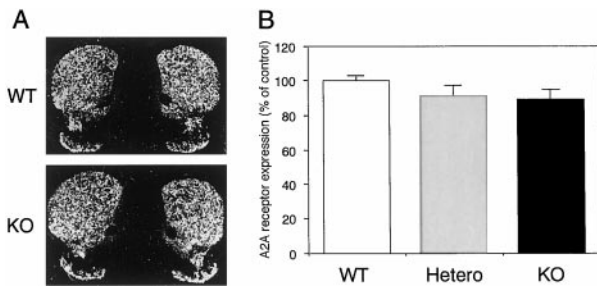 A
WT
KO
B
A2A receptor expression (% of control)
120
100
80
60
40
20
0
WT Hetero KO